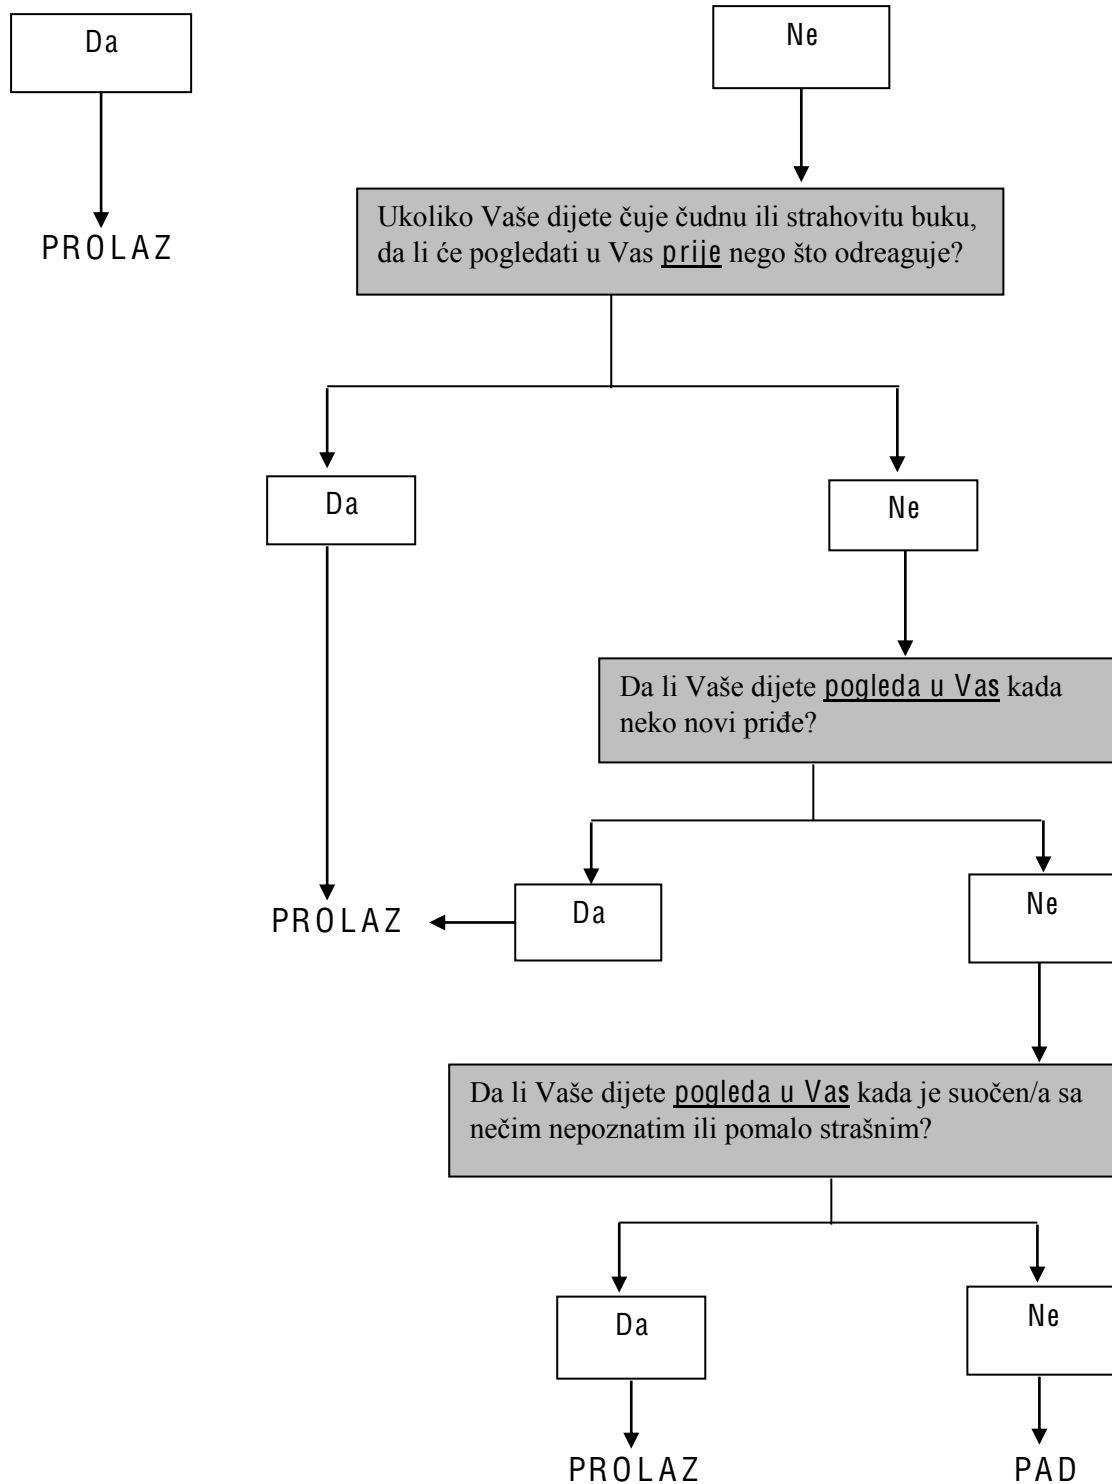 Da
Ne
PROLAZ
Ukoliko Vaše dijete čuje čudnu ili strahovitu buku,
da li će pogledati u Vas prije nego što odreaguje?
Da
Ne
Da li Vaše dijete pogleda u Vas kada
neko novi priđe?
PROLAZ
Da
Ne
Da li Vaše dijete pogleda u Vas kada je suočen/a sa
nečim nepoznatim ili pomalo strašnim?
Da
Ne
PROLAZ
PAD